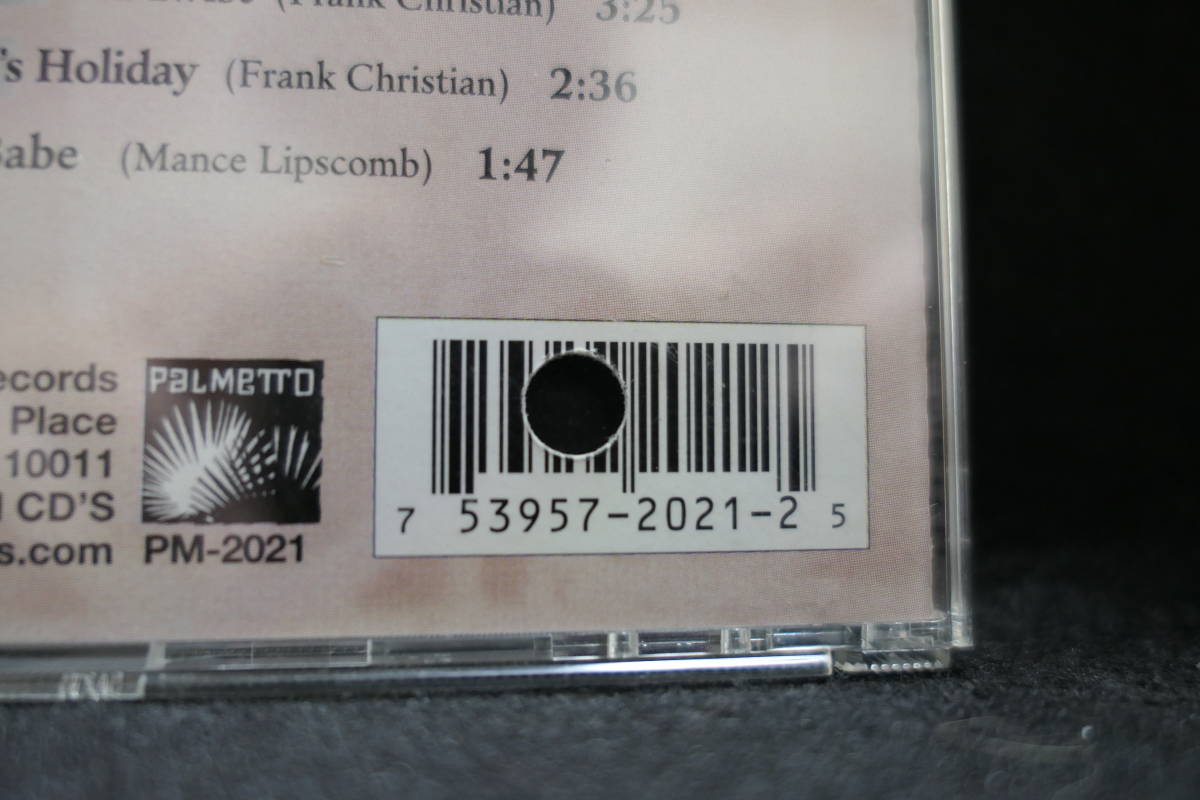 (Frank Christian) 3:25
's Holiday (Frank Christian) 2:36
Babe (Mance Lipscomb) 1:47
ecords
Place
10011
CD'S
s.com
PALMETTO
PM-2021
7 53957-2021-2 5